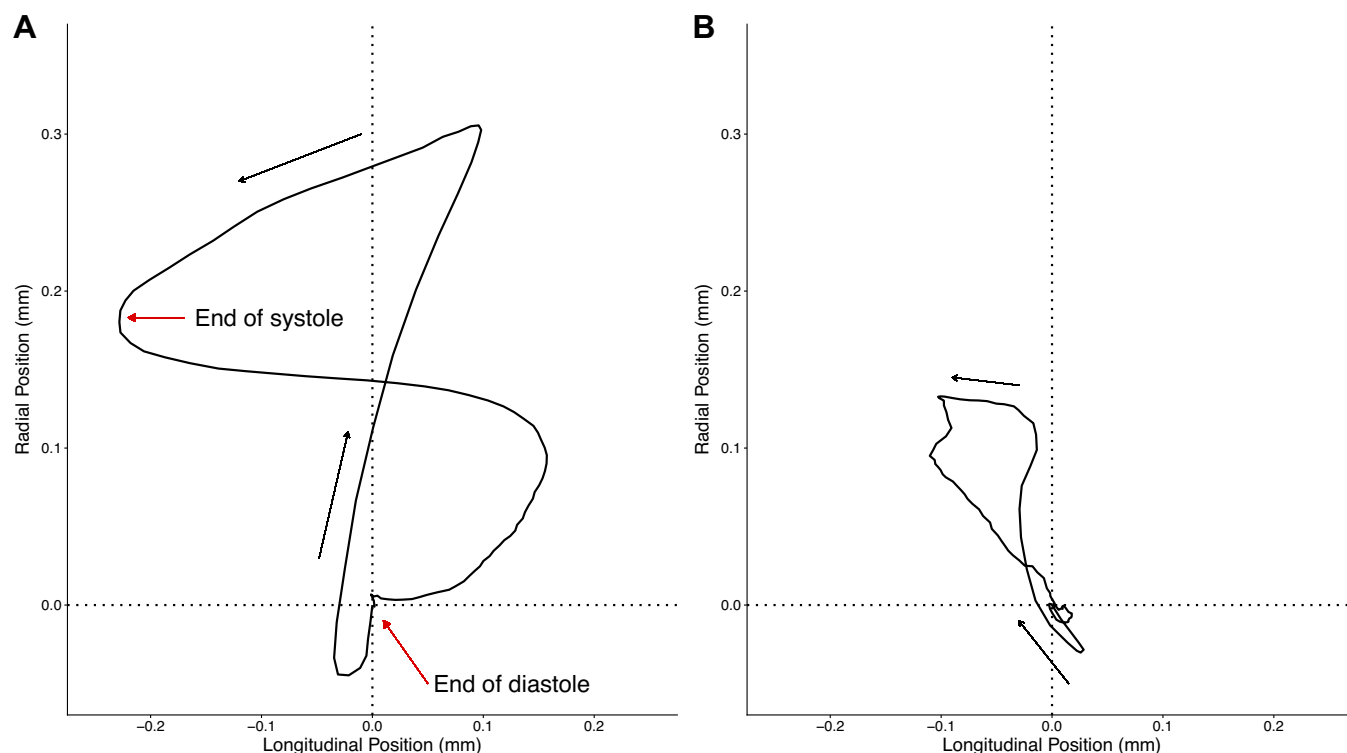 A
B
0.3
0.2
0.1
0.0
Radial Position (mm)
End of systole
End of diastole
−0.2
−0.1
0.0
0.1
0.2
Longitudinal Position (mm)
0.3
0.2
0.1
0.0
Radial Position (mm)
−0.2
−0.1
0.0
0.1
0.2
Longitudinal Position (mm)